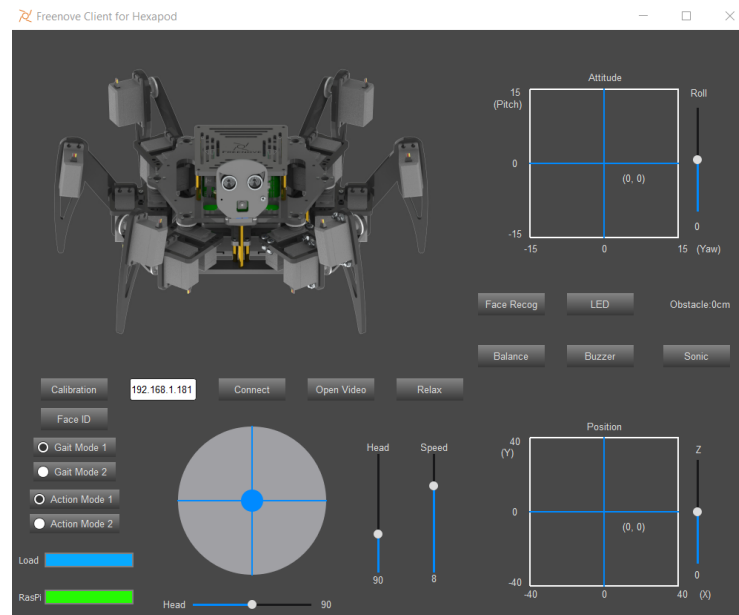 Freenove Client for Hexapod
FREENOVE
Attitude
15
(Pitch)
Roll
0
(0, 0)
-15
0
-15
0
15
(Yaw)
Face Recog
LED
Obstacle:0cm
Balance
Buzzer
Sonic
Calibration
192.168.1.181
Connect
Open Video
Relax
Face ID
Gait Mode 1
Gait Mode 2
Action Mode 1
Action Mode 2
Load
RasPi
Head
Speed
90
8
Head
90
Position
40
(Y)
Z
0
(0, 0)
-40
0
-40
0
40
(X)